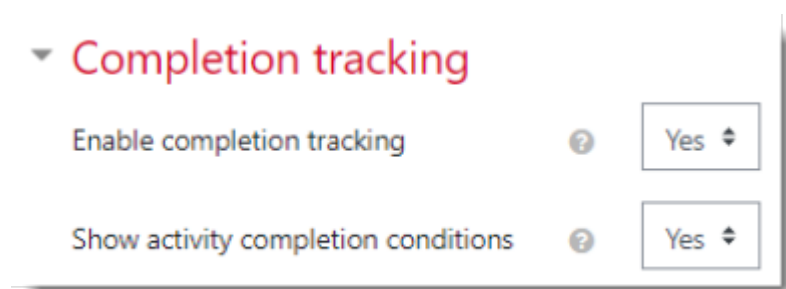 Completion tracking
Enable completion tracking Yes
Show activity completion conditions Yes